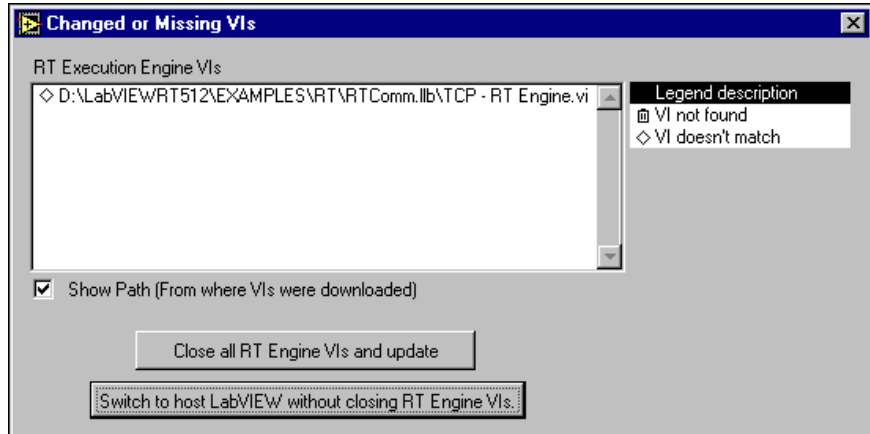 Changed or Missing VIs
RT Execution Engine VIs
D:\LabVIEWRT512\EXAMPLES\RT\RTComm.llb\TCP - RT Engine.vi
Legend description
VI not found
VI doesn't match
Show Path (From where VIs were downloaded)
Close all RT Engine VIs and update
Switch to host LabVIEW without closing RT Engine VIs.